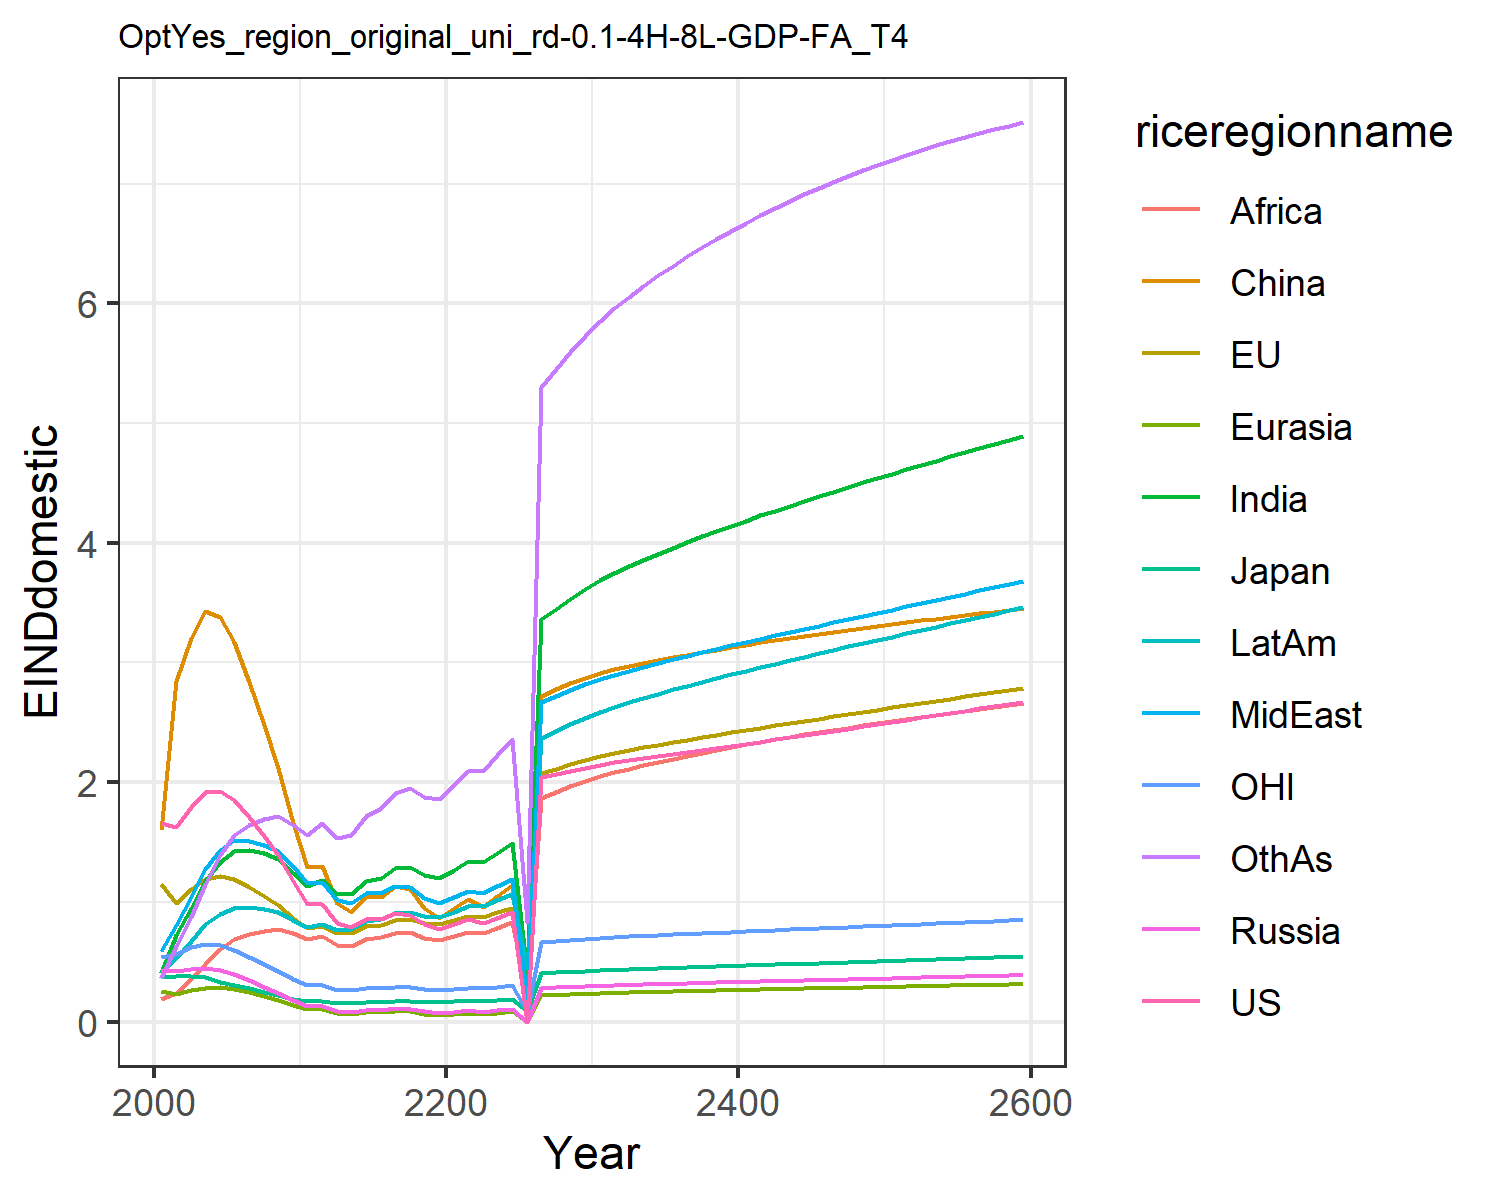 OptYes_region_original_uni_rd-0.1-4H-8L-GDP-FA_T4
EINDdomestic
6
4
2
0
2000
2200
2400
2600
Year
riceregionname
Africa
China
EU
Eurasia
India
Japan
LatAm
MidEast
OHI
OthAs
Russia
US